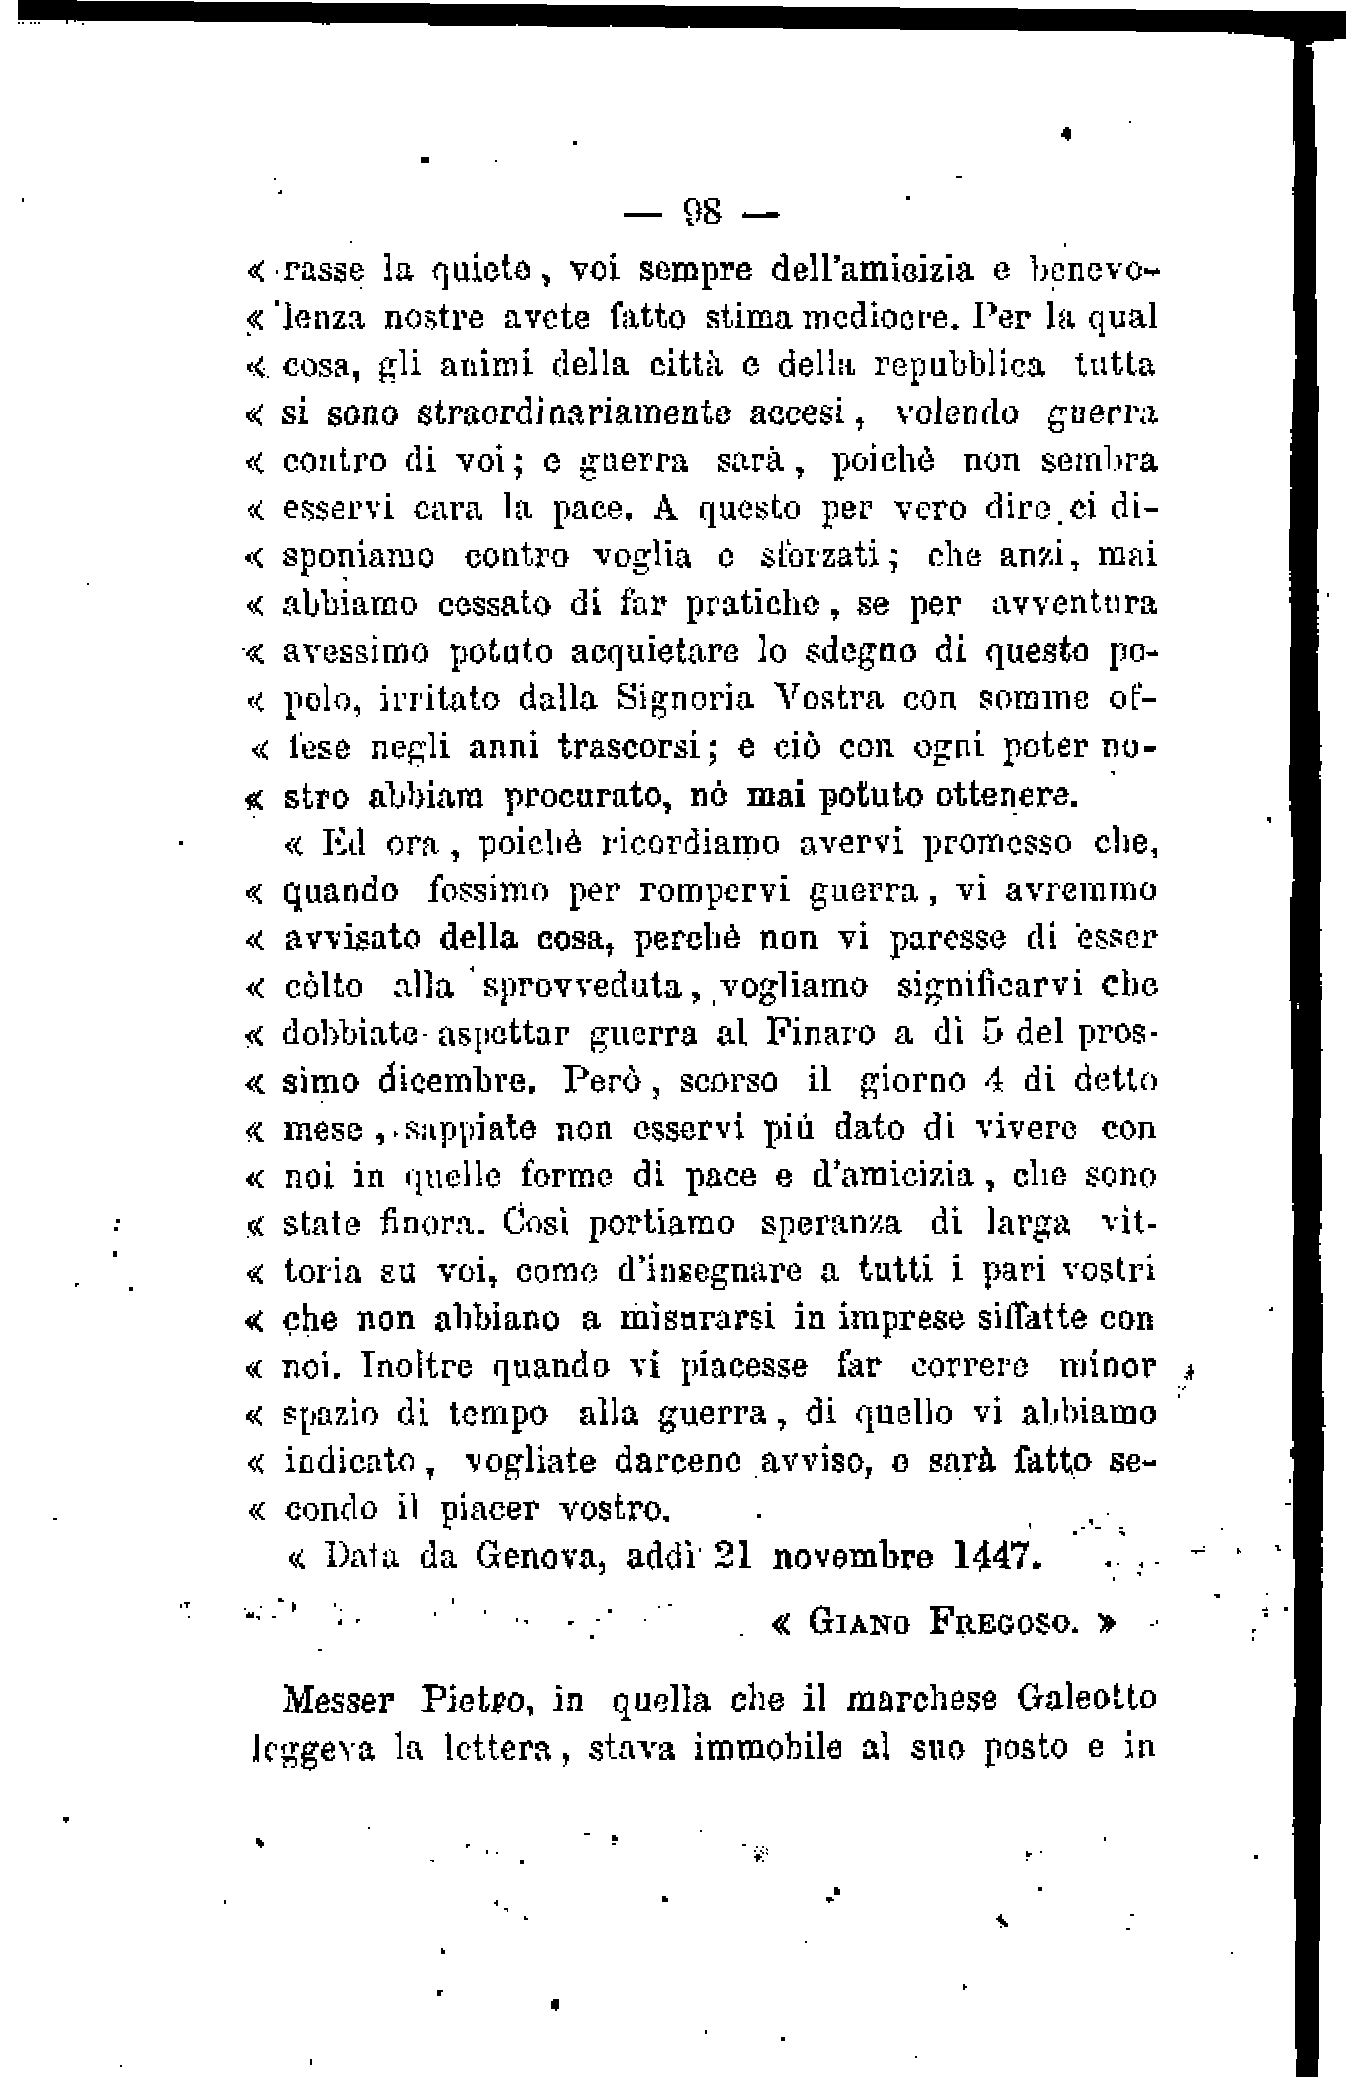 — 98 —
« rasse la quiete, voi sempre dell'amicizia e benevo-
« lenza nostre avete fatto stima mediocre. Per la qual
« cosa, gli animi della città e della repubblica tutta
« si sono straordinariamente accesi, volendo guerra
« contro di voi; e guerra sarà, poichè non sembra
« esservi cara la pace. A questo per vero dire ci di-
« sponiamo contro voglia e sforzati; che anzi, mai
« abbiamo cessato di far pratiche, se per avventura
« avessimo potuto acquietare lo sdegno di questo po-
« polo, irritato dalla Signoria Vostra con somme of-
« fese negli anni trascorsi; e ciò con ogni poter no-
« stro abbiam procurato, nè mai potuto ottenere.
« Ed ora, poichè ricordiamo avervi promesso che,
« quando fossimo per rompervi guerra, vi avremmo
« avvisato della cosa, perchè non vi paresse di esser
« còlto alla sprovveduta, vogliamo significarvi che
« dobbiate aspettar guerra al Finaro a dì 5 del pros-
« simo dicembre. Però, scorso il giorno 4 di detto
« mese, sappiate non esservi più dato di vivere con
« noi in quelle forme di pace e d'amicizia, che sono
« state finora. Così portiamo speranza di larga vit-
« toria su voi, come d'insegnare a tutti i pari vostri
« che non abbiano a misurarsi in imprese siffatte con
« noi. Inoltre quando vi piacesse far correre minor
« spazio di tempo alla guerra, di quello vi abbiamo
« indicato, vogliate darcene avviso, e sarà fatto se-
« condo il piacer vostro.
« Data da Genova, addì 21 novembre 1447.
« GIANO FREGOSO. »
Messer Pietro, in quella che il marchese Galeotto
leggeva la lettera, stava immobile al suo posto e in